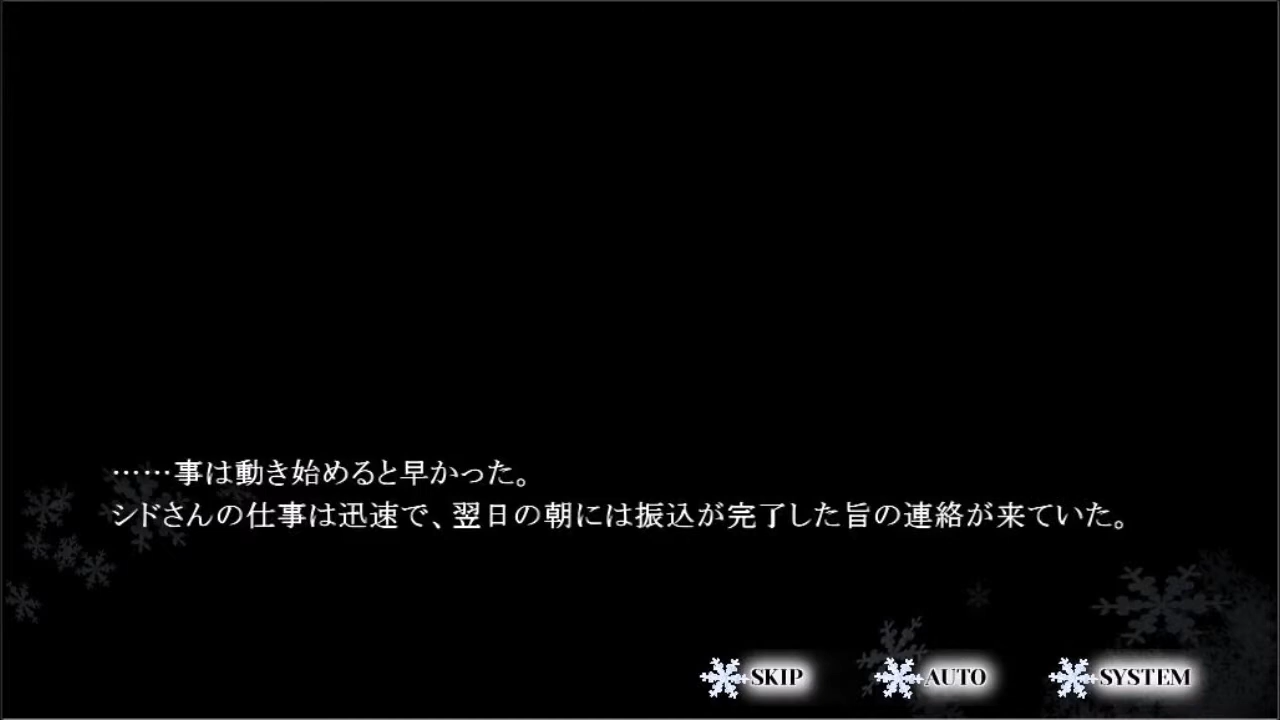 ……事は動き始めると早かった。
シドさんの仕事は迅速で、翌日の朝には振込が完了した旨の連絡が来ていた。
SKIP
AUTO
SYSTEM